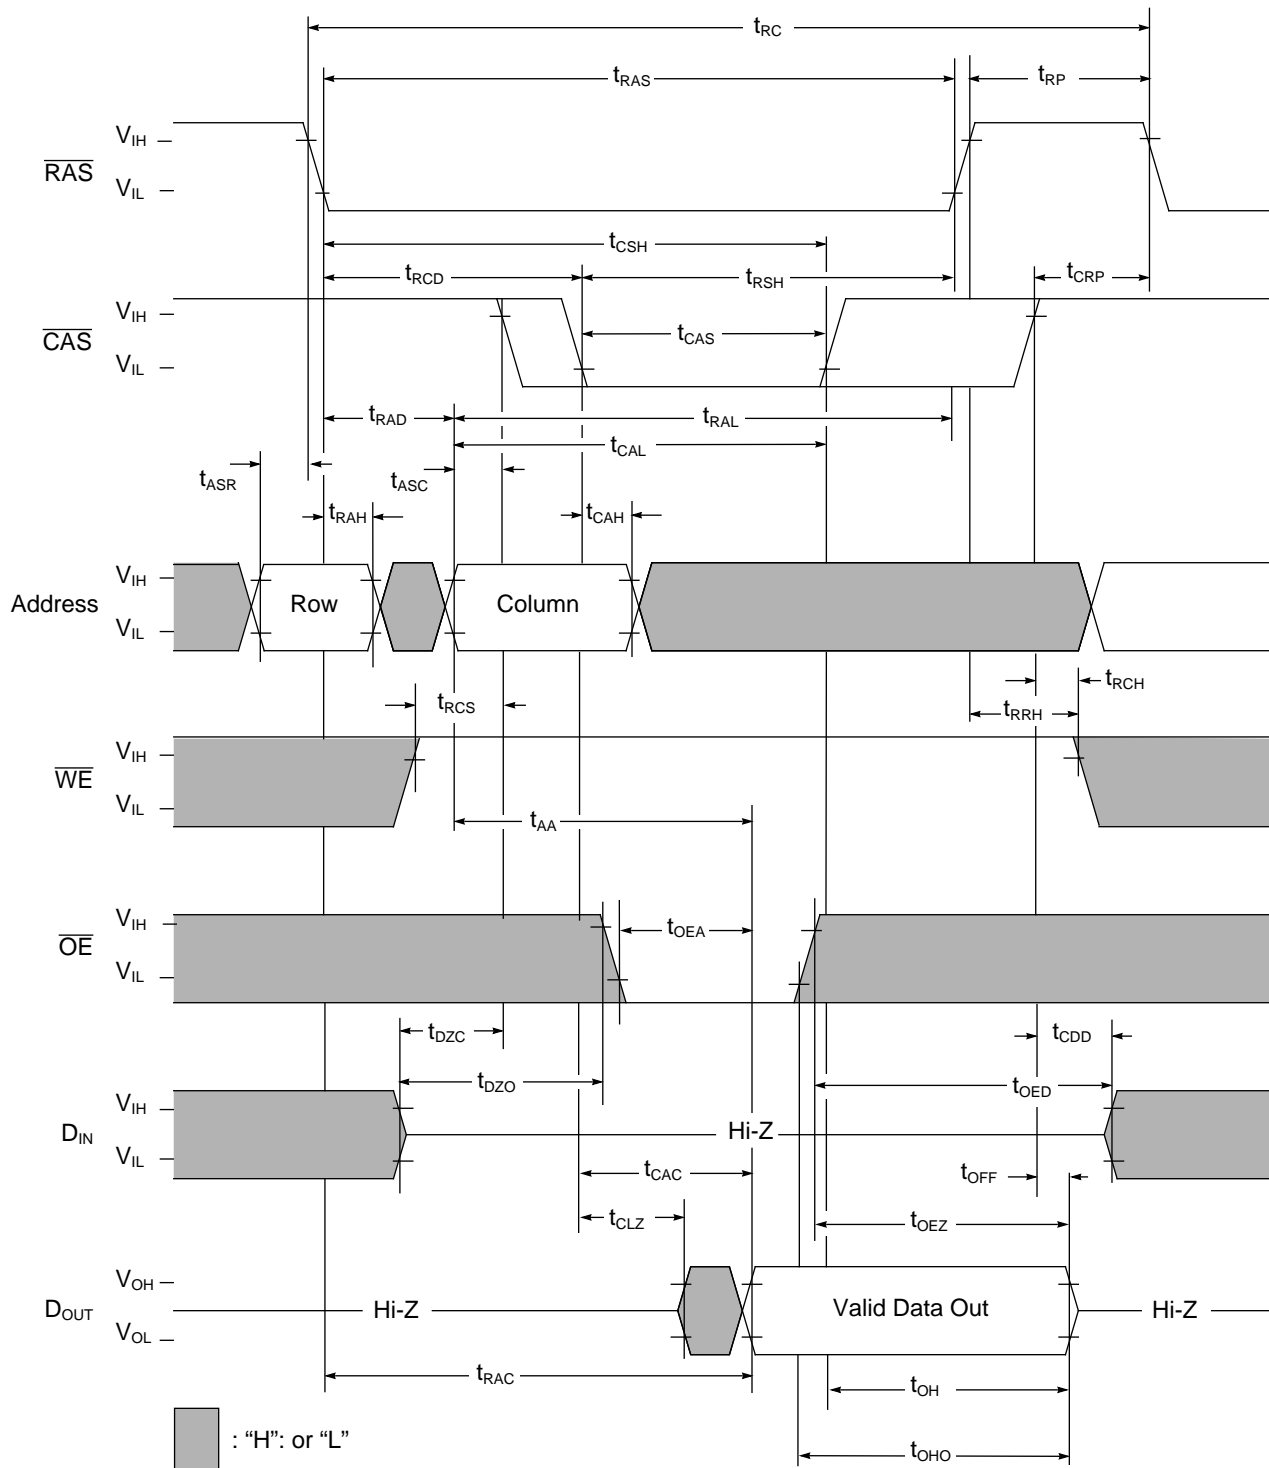 tRC
tRAS tRP
VIH
RAS
VIL
tCSH
tRCD tRSH tCRP
VIH
CAS tCAS
VIL
tRAD tRAL
tCAL
tASR tASC
tRAH tCAH
VIH
Address Row Column
VIL
tRCH
tRCS tRRH
VIH
WE
VIL
tAA
VIH
OE tOEA
VIL
tDZC tCDD
tDZO tOED
VIH
DIN Hi-Z
VIL
tCAC tOFF
tCLZ tOEZ
VOH
DOUT Hi-Z Valid Data Out Hi-Z
VOL
tRAC tOH
: “H”: or “L” tOHO